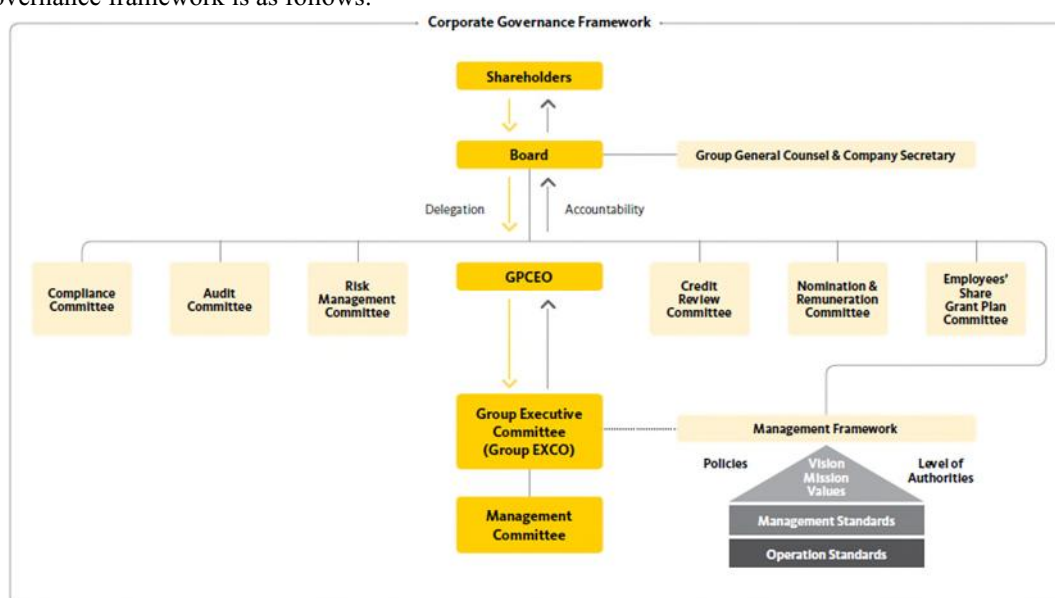 overnance framework is as follows:
Corporate Governance Framework
Shareholders
Board
Group General Counsel & Company Secretary
Delegation
Accountability
Compliance
Committee
Audit
Committee
Risk
Management
Committee
GPCEO
Credit
Review
Committee
Nomination &
Remuneration
Committee
Employees'
Share
Grant Plan
Committee
Group Executive
Committee
(Group EXCO)
Management Framework
Policies
Vision
Mission
Values
Level of
Authorities
Management
Committee
Management Standards
Operation Standards